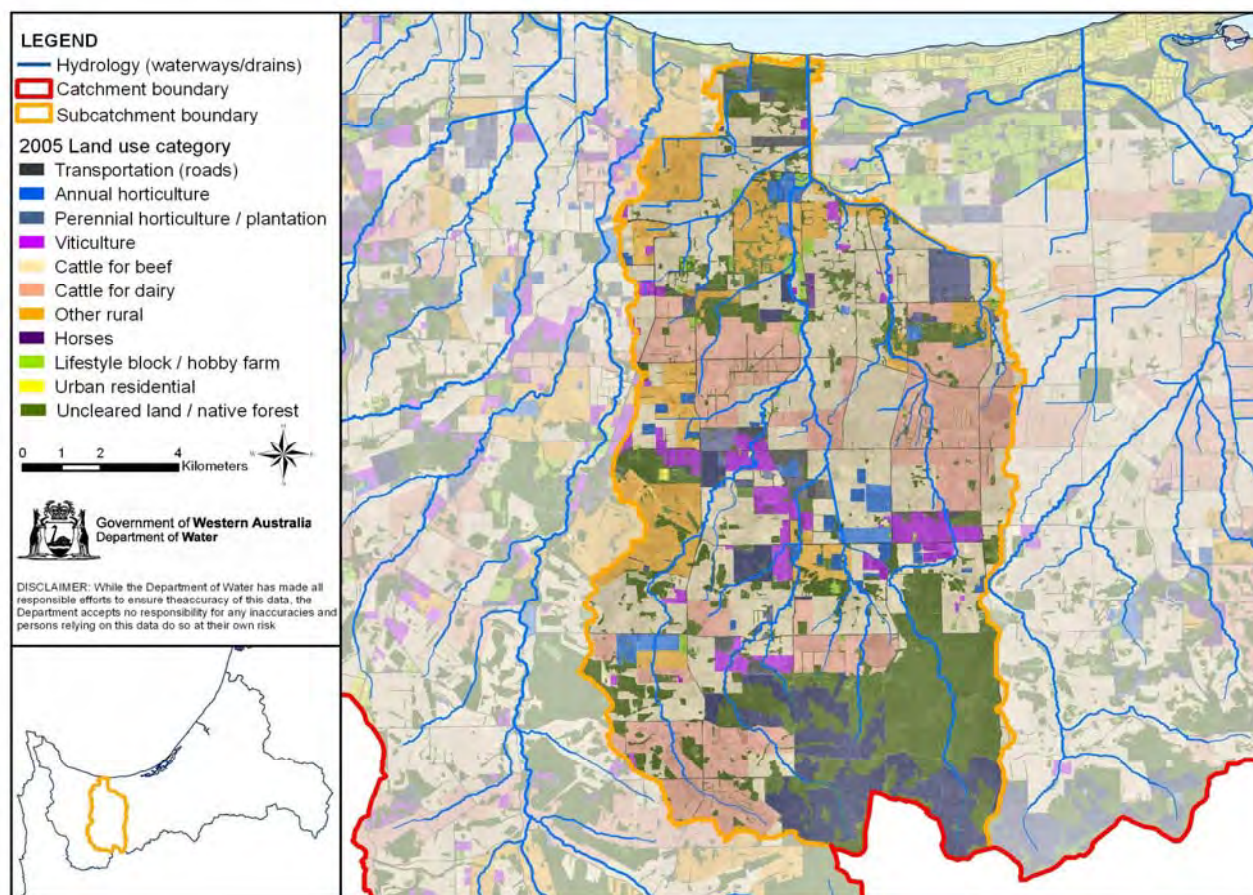 LEGEND
Hydrology (waterways/drains)
Catchment boundary
Subcatchment boundary
2005 Land use category
Transportation (roads)
Annual horticulture
Perennial horticulture / plantation
Viticulture
Cattle for beef
Cattle for dairy
Other rural
Horses
Lifestyle block / hobby farm
Urban residential
Uncleared land / native forest
0 1 2 4
Kilometers
N
W E
S
Government of Western Australia
Department of Water
DISCLAIMER: While the Department of Water has made all
responsible efforts to ensure theaccuracy of this data, the
Department accepts no responsibility for any inaccuracies and
persons relying on this data do so at their own risk